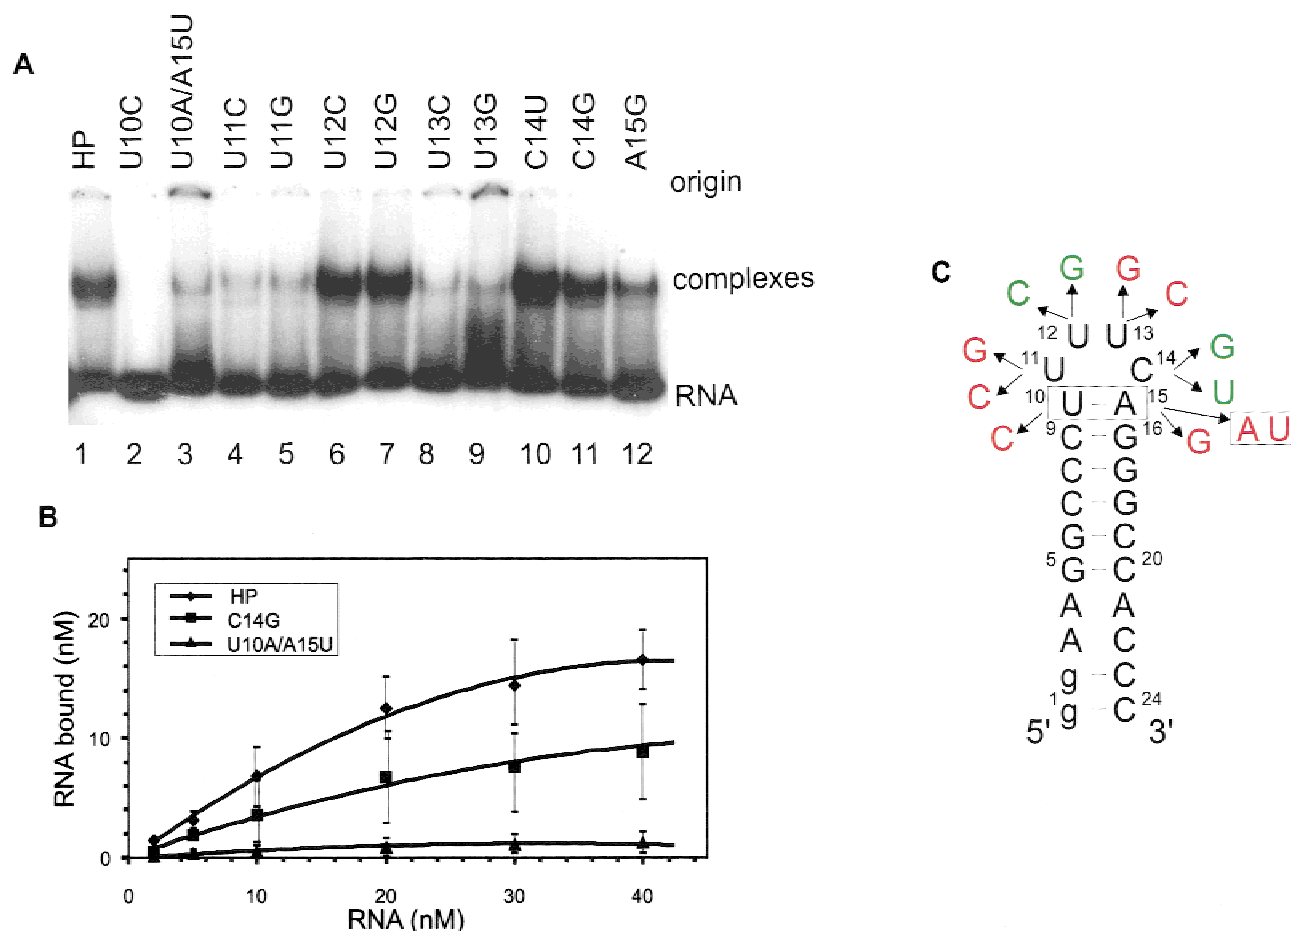 A
HP U10C U10A/A15U U11C U11G U12C U12G U13C U13G C14U C14G A15G
origin
complexes
RNA
1 2 3 4 5 6 7 8 9 10 11 12
B
HP
C14G
U10A/A15U
RNA bound (nM)
20
10
0
0 10 20 30 40
RNA (nM)
C
C G G C
12 U U 13
G 11 U C 14 G
C U
10 U A 15
C 9 C G 16 G A U
C G
C G
G C
5 G C 20
A A
A C
g C
1 g C 24
5' 3'